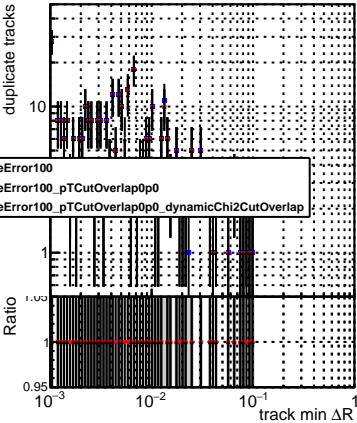 duplicate tracks
10
eError100
eError100_pTCutOverlap0p0
eError100_pTCutOverlap0p0_dynamicChi2CutOverlap
1
Ratio
1.05
1
0.95
10⁻³ 10⁻² 10⁻¹ 1
track min ΔR